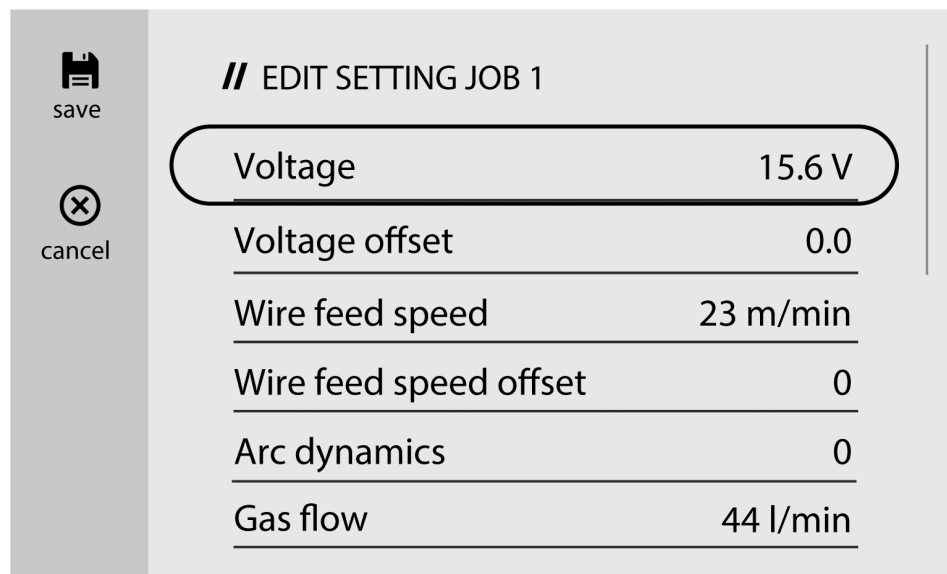 save
cancel
// EDIT SETTING JOB 1
Voltage 15.6 V
Voltage offset 0.0
Wire feed speed 23 m/min
Wire feed speed offset 0
Arc dynamics 0
Gas flow 44 l/min